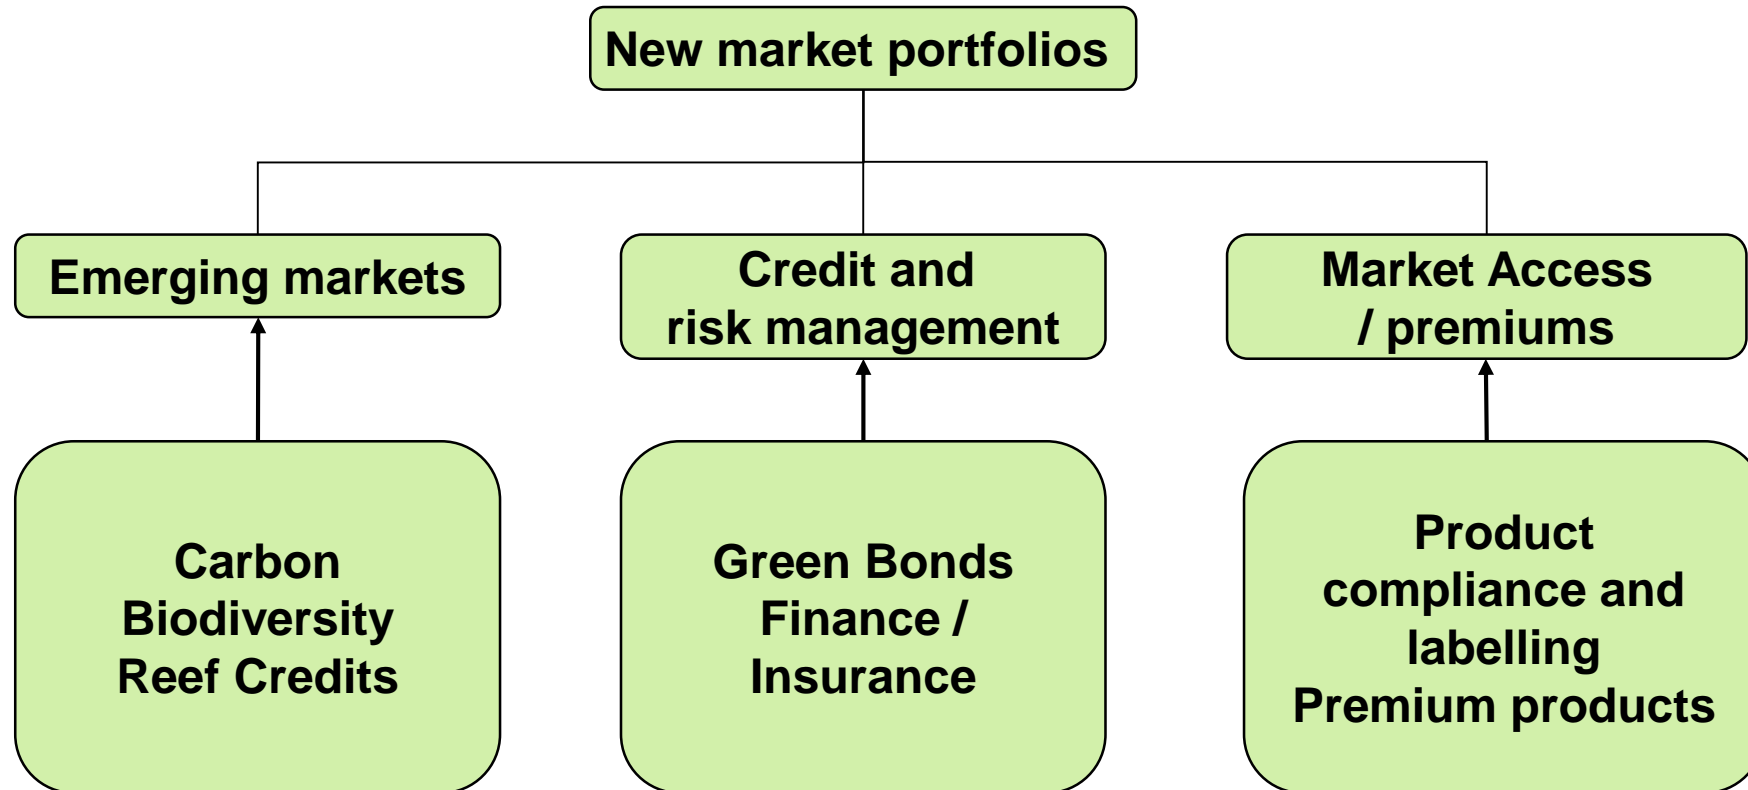 New market portfolios
Emerging markets
Credit and
risk management
Market Access
/ premiums
Carbon
Biodiversity
Reef Credits
Green Bonds
Finance /
Insurance
Product
compliance and
labelling
Premium products